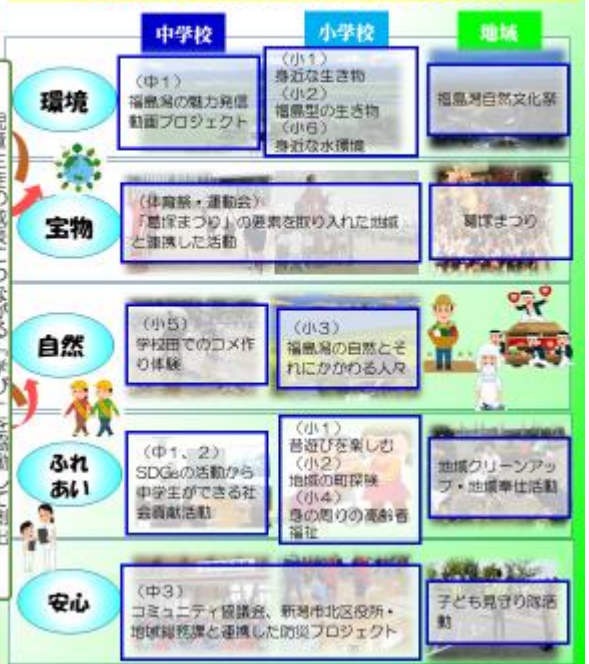 中学校
小学校
地域
環境
(中1)
福島潟の魅力発信
動画プロジェクト
(小1)
身近な生き物
(小2)
福島型の生き物
(小6)
身近な水環境
福島潟自然文化祭
宝物
(体育祭・運動会)
「葛塚まつり」の要素を取り入れた地域
と連携した活動
葛塚まつり
自然
(小5)
学校田でのコメ作
り体験
(小3)
福島潟の自然とそ
れにかかわる人々
ふれ
あい
(中1、2)
SDGsの活動から
中学生ができる社
会貢献活動
(小1)
昔遊びを楽しむ
(小2)
地域の町探検
(小4)
身の周りの高齢者
福祉
地域クリーンアッ
プ・地域奉仕活動
安心
(中3)
コミュニティ協議会、新潟市北区役所・
地域総務課と連携した防災プロジェクト
子ども見守り隊活
動